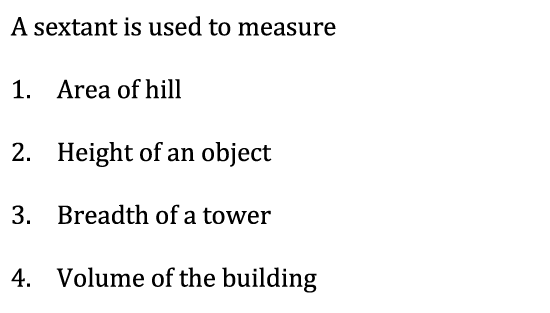 A sextant is used to measure
1. Area of hill
2. Height of an object
3. Breadth of a tower
4. Volume of the building